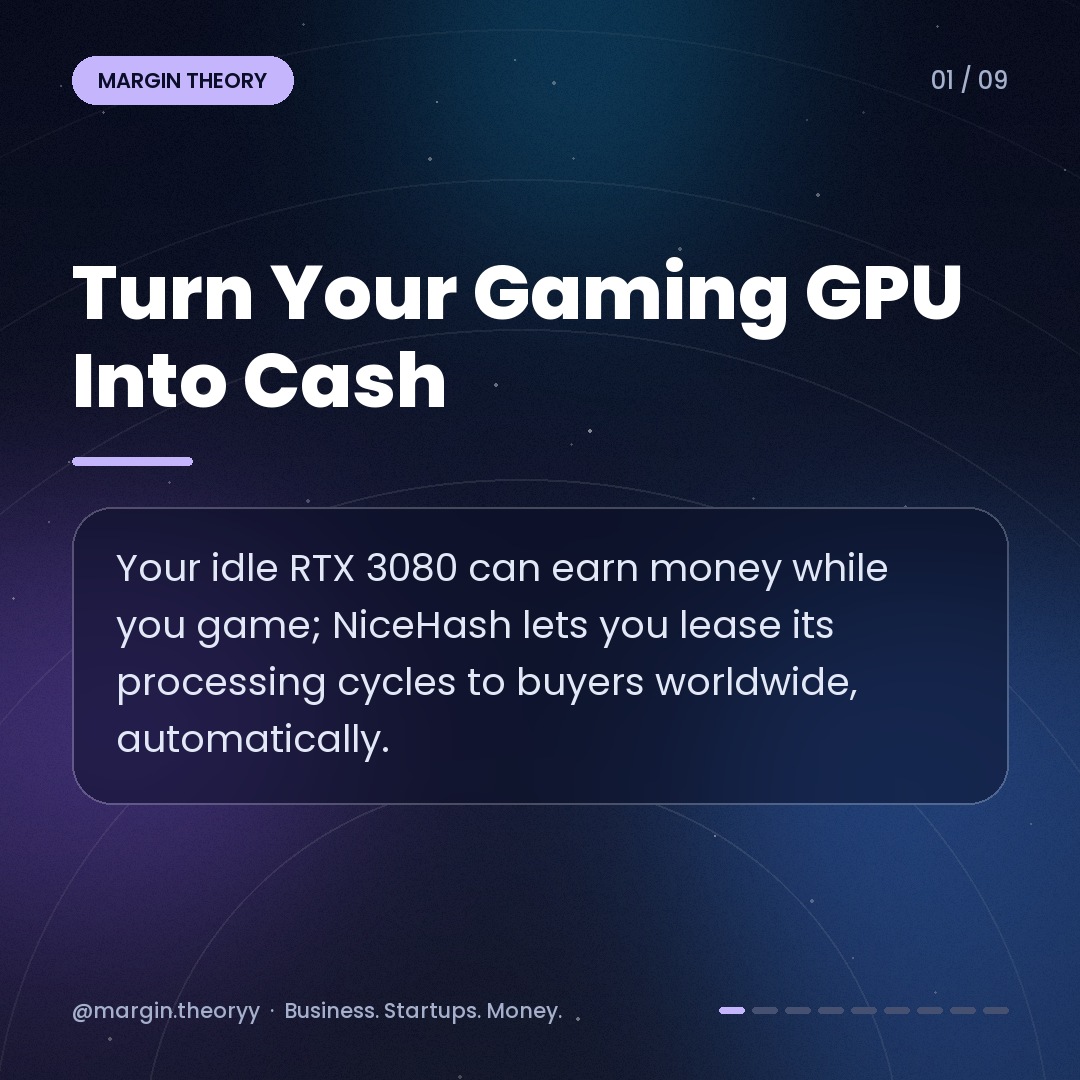 MARGIN THEORY
01 / 09
Turn Your Gaming GPU
Into Cash
Your idle RTX 3080 can earn money while
you game; NiceHash lets you lease its
processing cycles to buyers worldwide,
automatically.
@margin.theoryy · Business. Startups. Money.